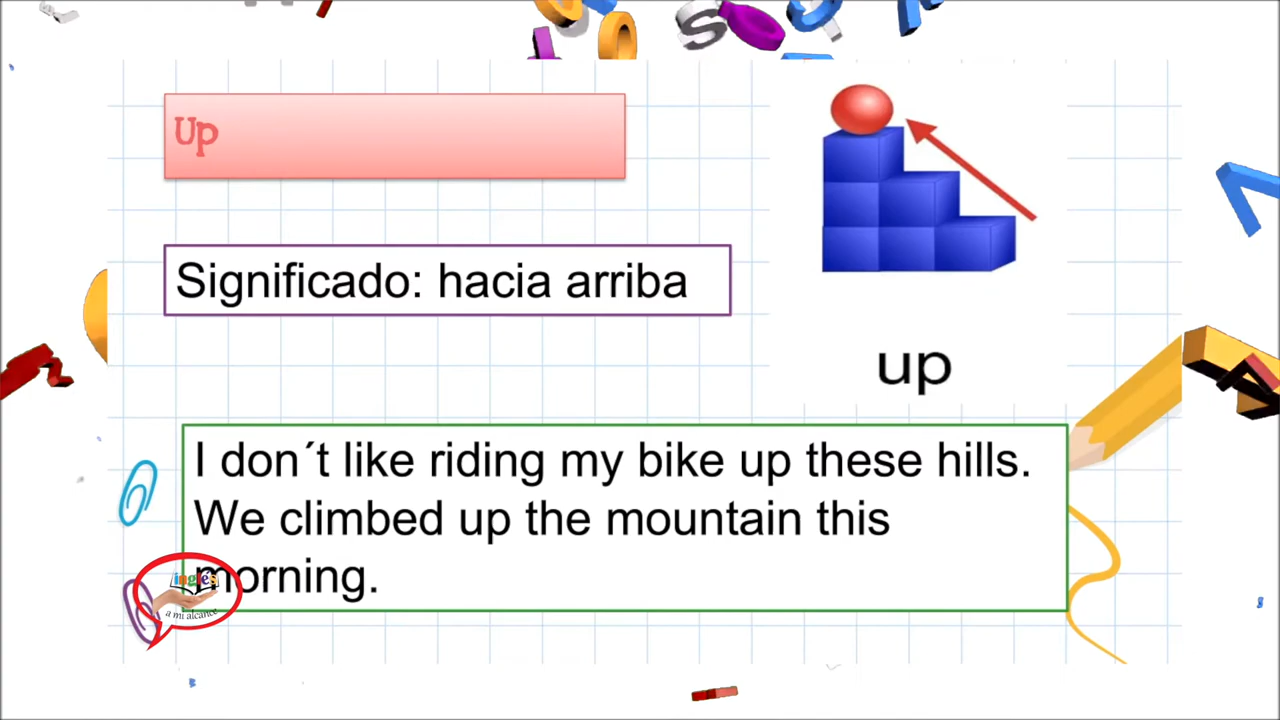 Up
Significado: hacia arriba
up
I don´t like riding my bike up these hills.
We climbed up the mountain this
morning.
inglés
a mi alcance